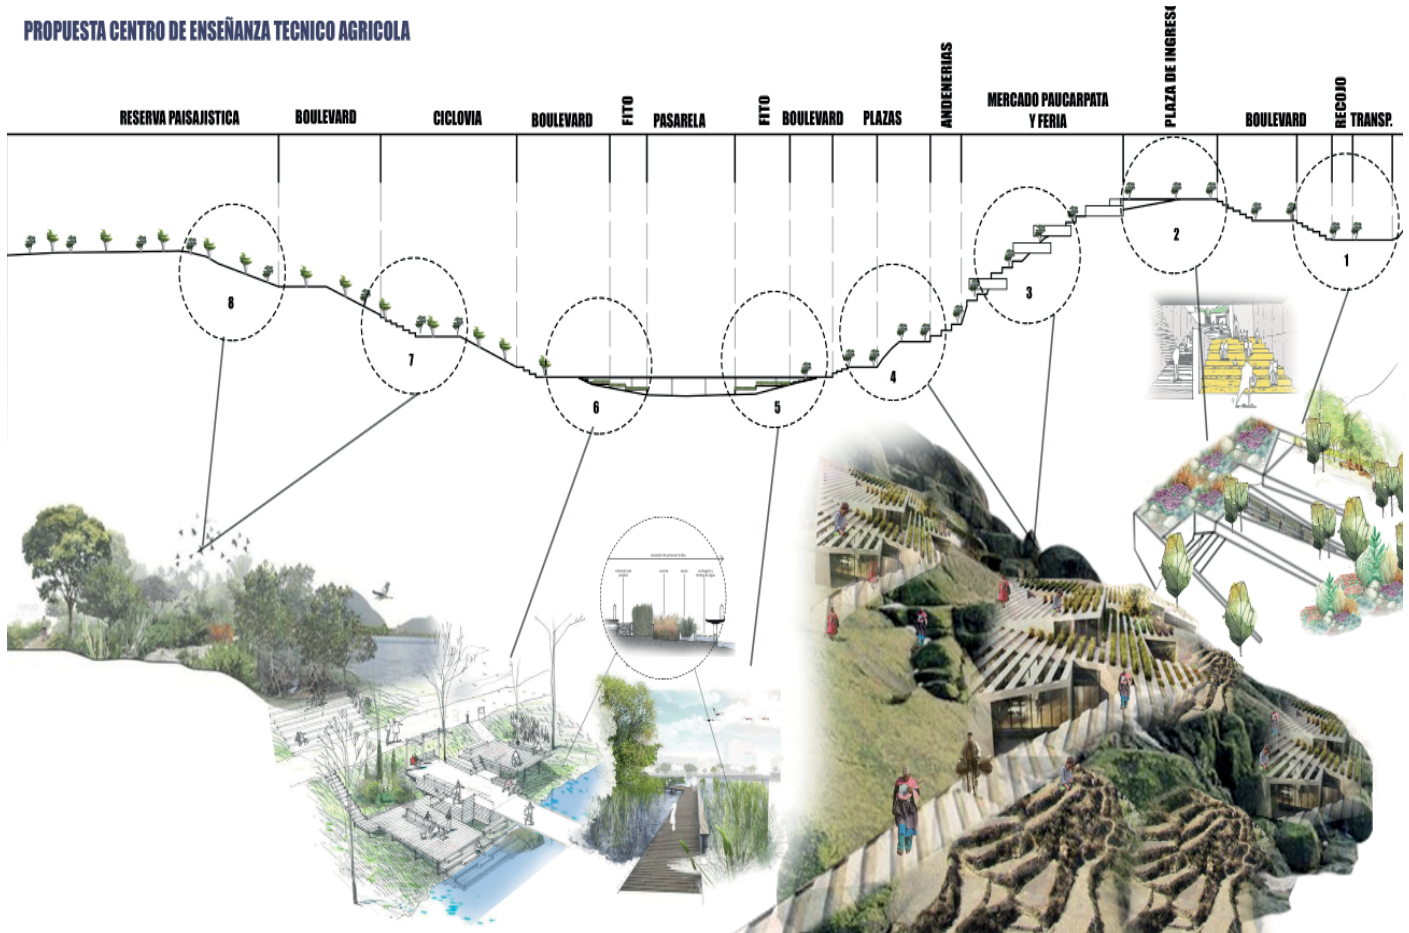 PROPUESTA CENTRO DE ENSEÑANZA TECNICO AGRICOLA
RESERVA PAISAJISTICA
BOULEVARD
CICLOVIA
BOULEVARD
FITO
PASARELA
FITO
BOULEVARD
PLAZAS
ANDENERIAS
MERCADO PAUCARPATA
Y FERIA
PLAZA DE INGRESO
BOULEVARD
RECOJO
TRANSP.
8
7
6
5
4
3
2
1